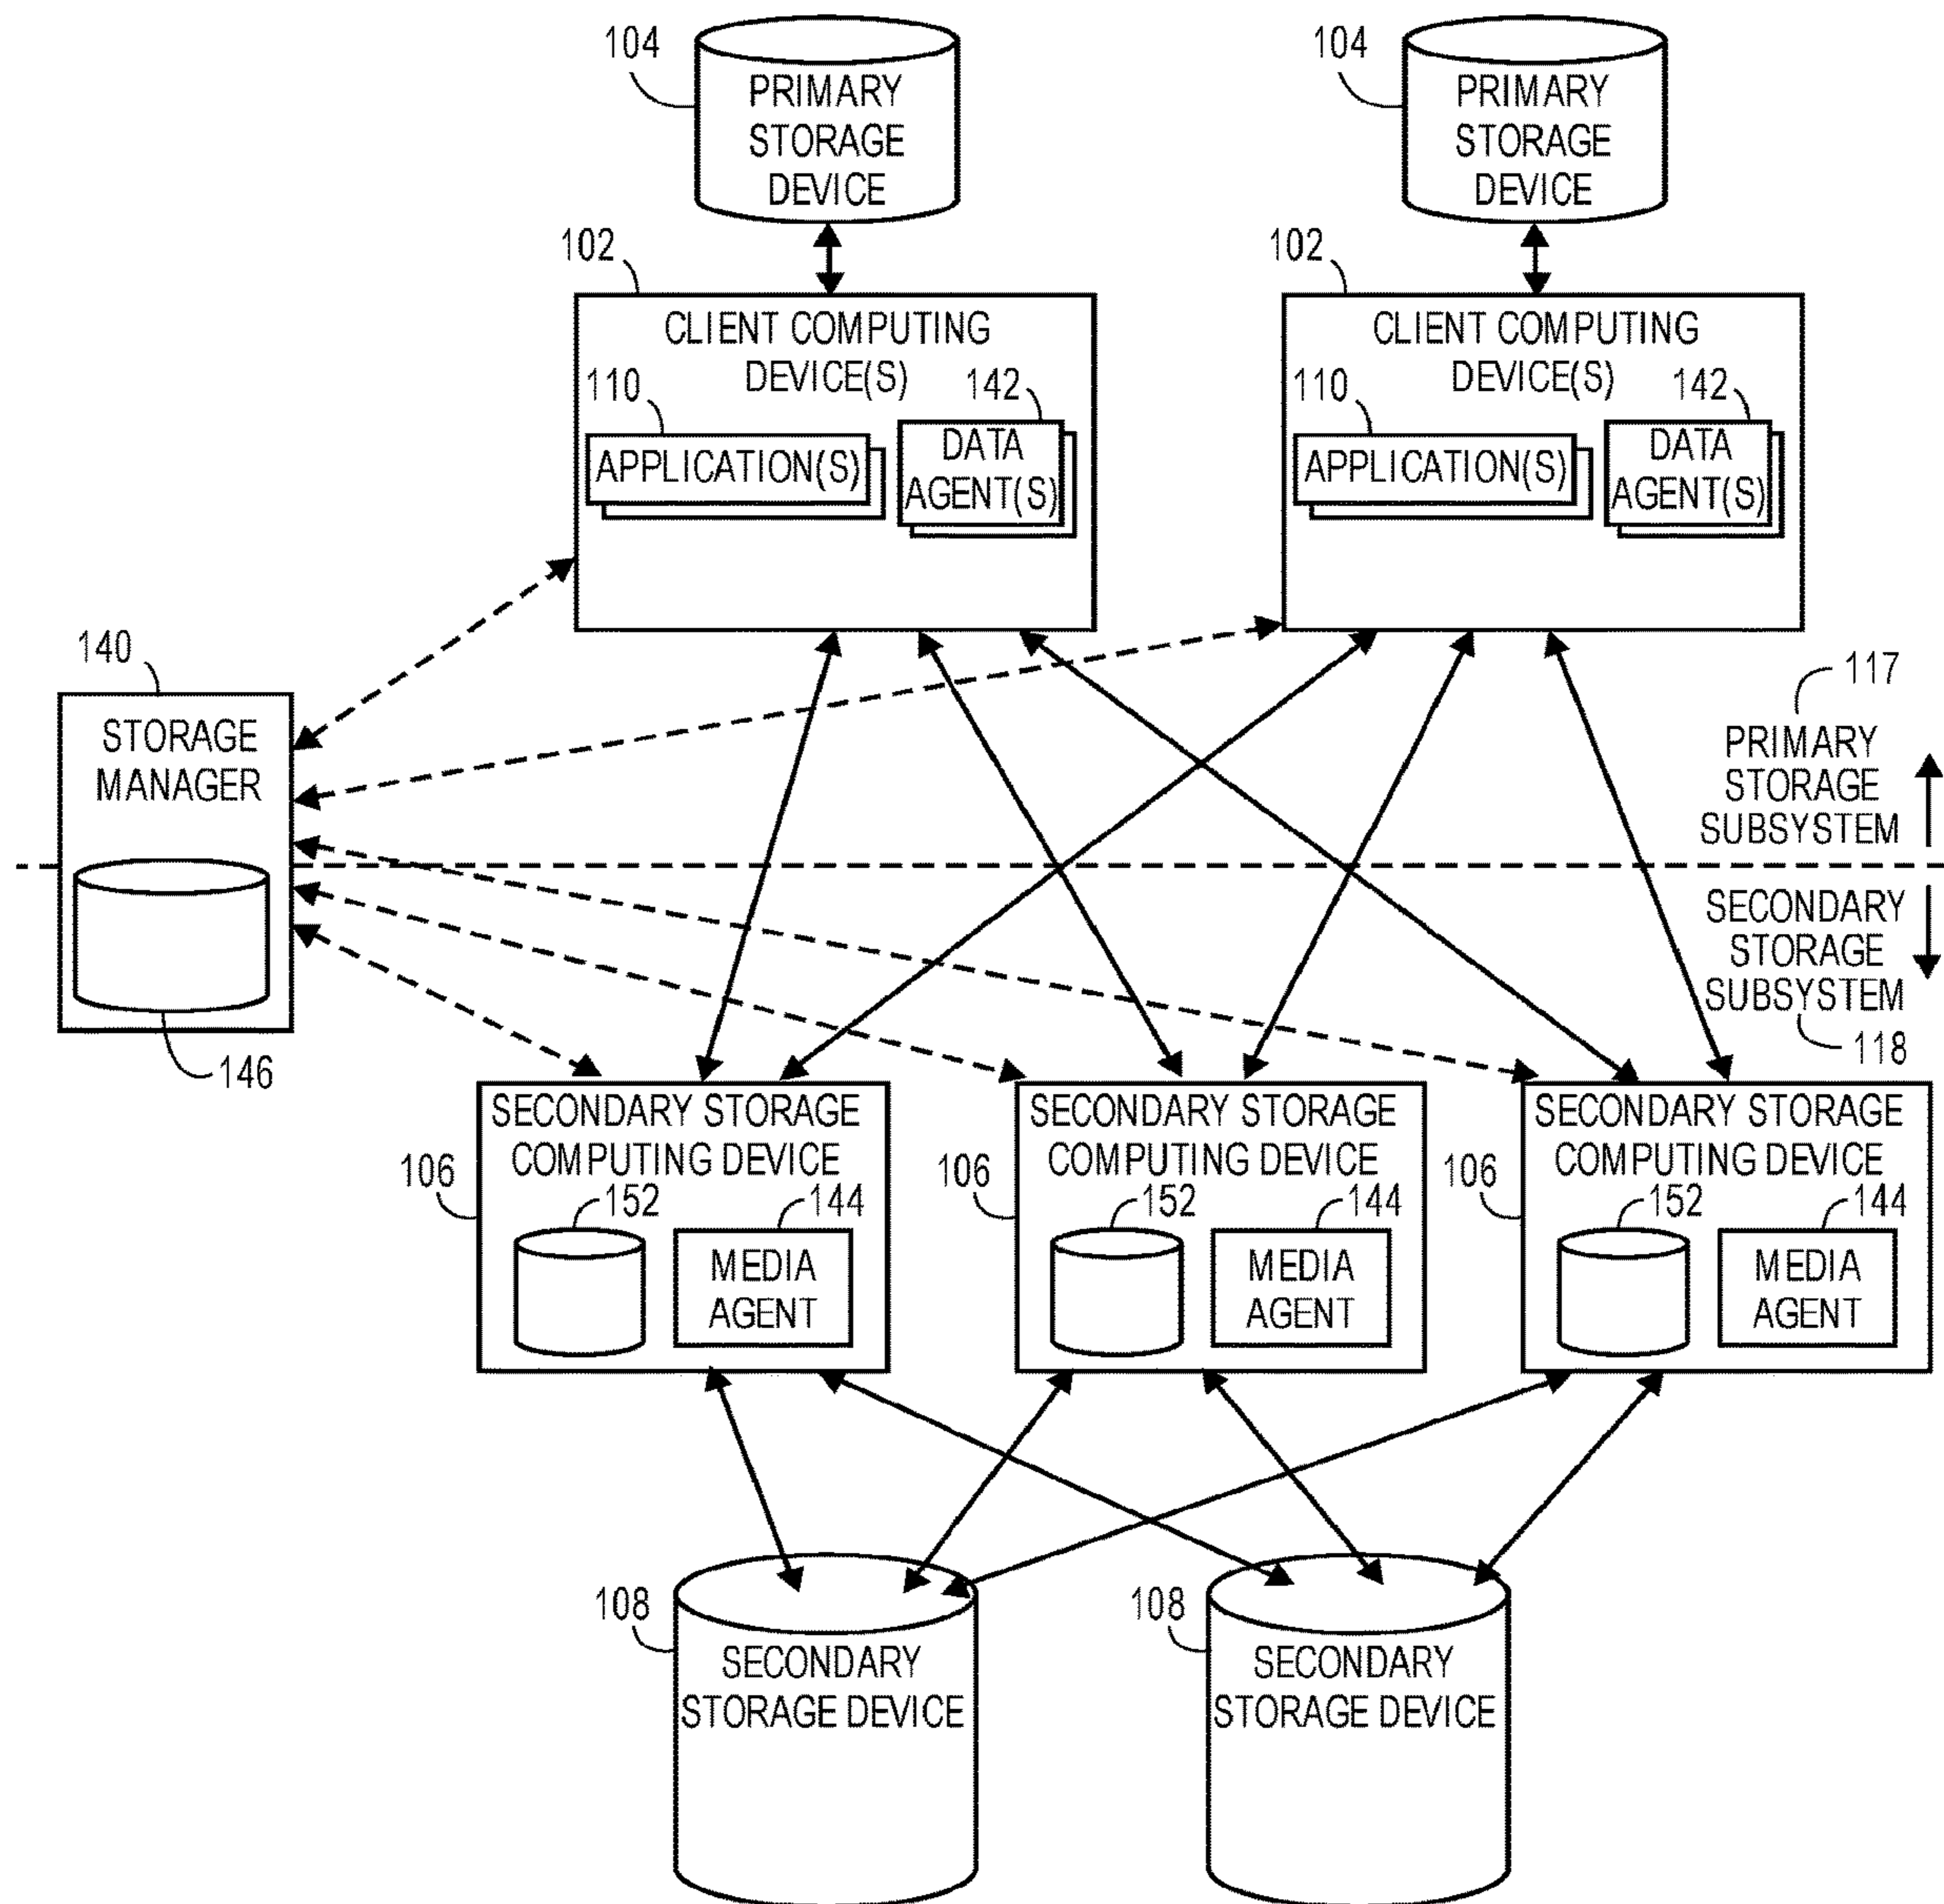 104
PRIMARY
STORAGE
DEVICE
104
PRIMARY
STORAGE
DEVICE
102
CLIENT COMPUTING
DEVICE(S)
110
142
APPLICATION(S)
DATA
AGENT(S)
102
CLIENT COMPUTING
DEVICE(S)
110
142
APPLICATION(S)
DATA
AGENT(S)
140
STORAGE
MANAGER
146
117
PRIMARY
STORAGE
SUBSYSTEM
SECONDARY
STORAGE
SUBSYSTEM
118
106
SECONDARY STORAGE
COMPUTING DEVICE
152
144
MEDIA
AGENT
106
SECONDARY STORAGE
COMPUTING DEVICE
152
144
MEDIA
AGENT
106
SECONDARY STORAGE
COMPUTING DEVICE
152
144
MEDIA
AGENT
108
SECONDARY
STORAGE DEVICE
108
SECONDARY
STORAGE DEVICE